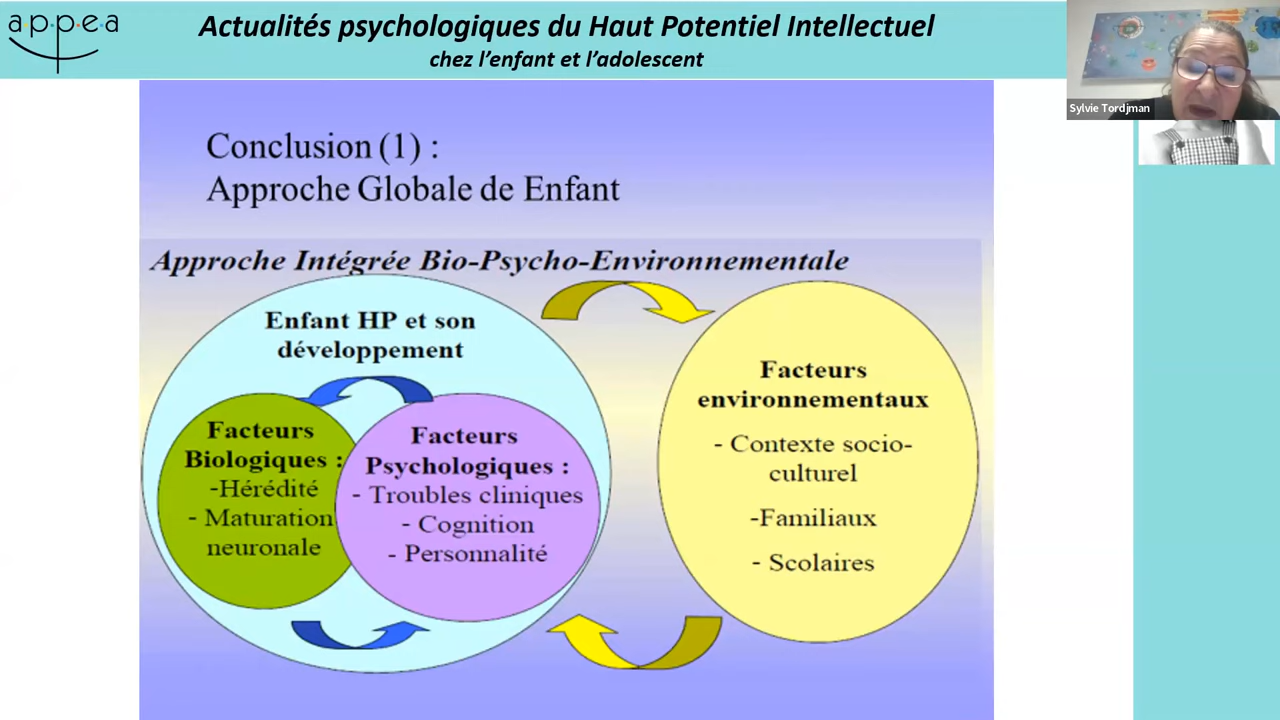 appea
Actualités psychologiques du Haut Potentiel Intellectuel
chez l'enfant et l'adolescent
Sylvie Tordjman
Conclusion (1) :
Approche Globale de Enfant
Approche Intégrée Bio-Psycho-Environnementale
Enfant HP et son
développement
Facteurs
Biologiques :
-Hérédité
- Maturation
neuronale
Facteurs
Psychologiques :
- Troubles cliniques
- Cognition
- Personnalité
Facteurs
environnementaux
- Contexte socio-
culturel
-Familiaux
- Scolaires